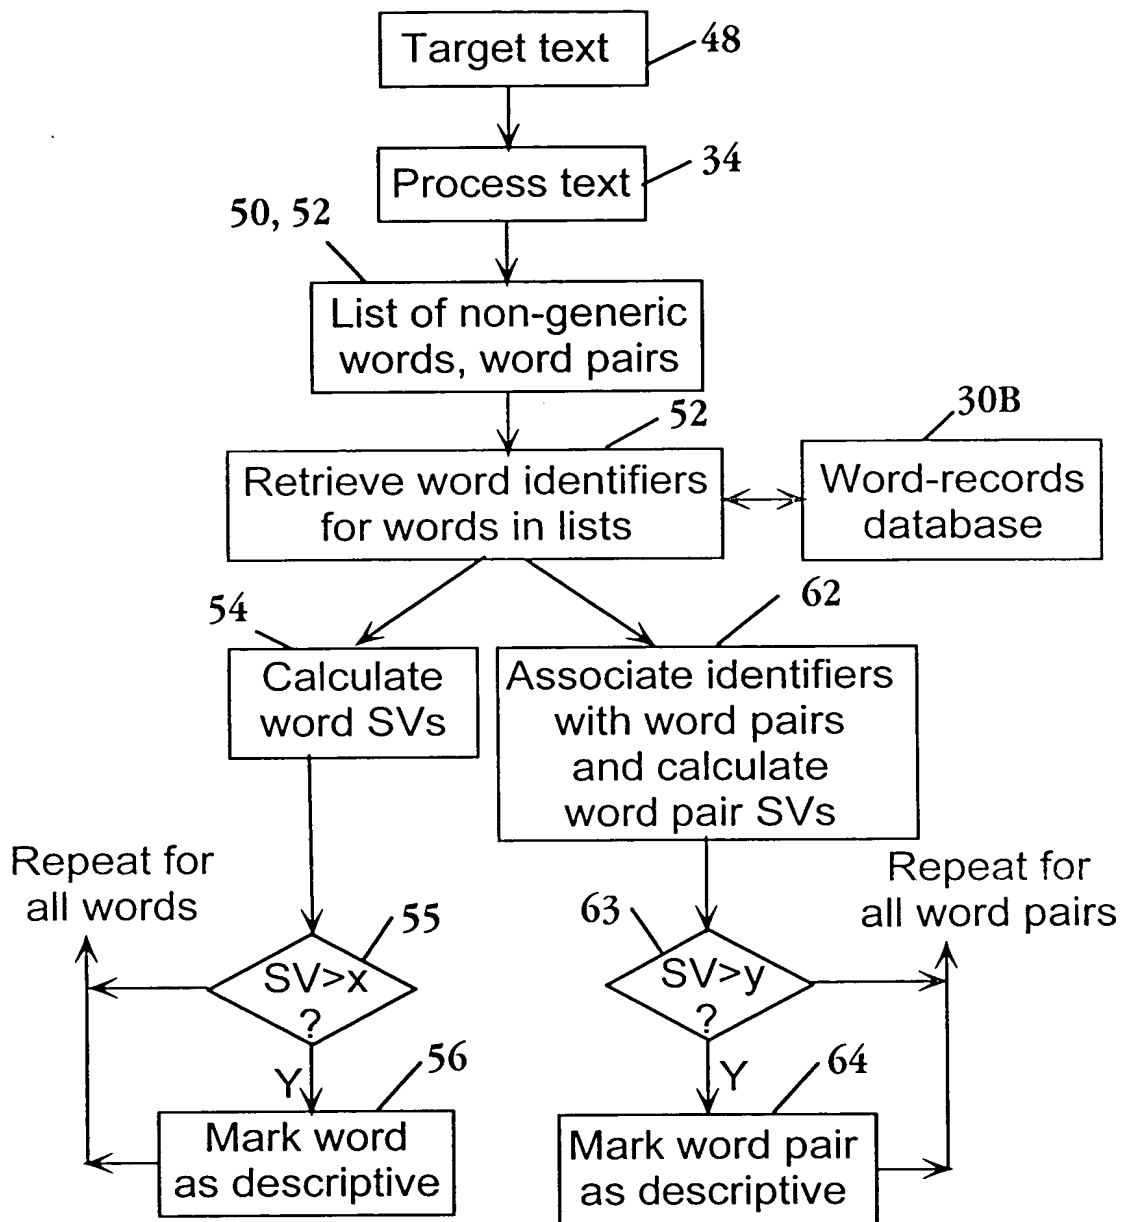 Target text
48
Process text
34
50, 52
List of non-generic
words, word pairs
52
30B
Retrieve word identifiers
for words in lists
Word-records
database
54
62
Calculate
word SVs
Associate identifiers
with word pairs
and calculate
word pair SVs
Repeat for
all words
55
63
Repeat for
all word pairs
SV>x
?
SV>y
?
Y
56
Y
64
Mark word
as descriptive
Mark word pair
as descriptive